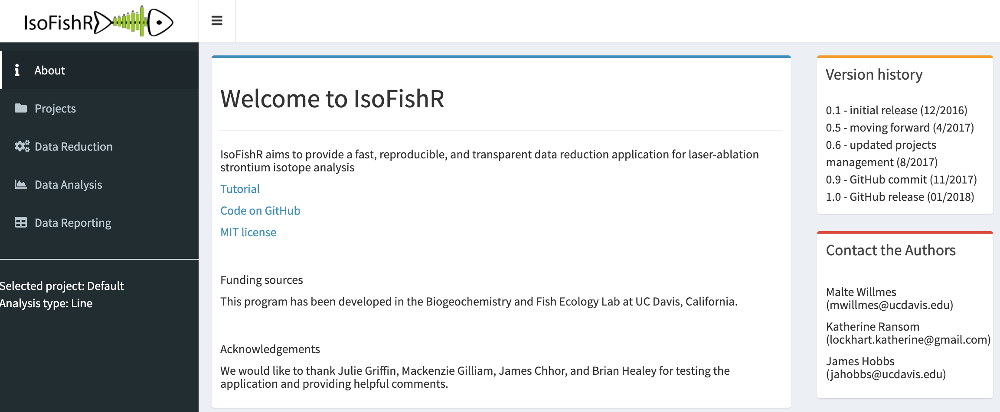 IsoFishR
About
Projects
Data Reduction
Data Analysis
Data Reporting
Selected project: Default
Analysis type: Line
Welcome to IsoFishR
IsoFishR aims to provide a fast, reproducible, and transparent data reduction application for laser-ablation
strontium isotope analysis
Tutorial
Code on GitHub
MIT license
Funding sources
This program has been developed in the Biogeochemistry and Fish Ecology Lab at UC Davis, California.
Acknowledgements
We would like to thank Julie Griffin, Mackenzie Gilliam, James Chhor, and Brian Healey for testing the
application and providing helpful comments.
Version history
0.1 - initial release (12/2016)
0.5 - moving forward (4/2017)
0.6 - updated projects
management (8/2017)
0.9 - GitHub commit (11/2017)
1.0 - GitHub release (01/2018)
Contact the Authors
Malte Willmes
(mwillmes@ucdavis.edu)
Katherine Ransom
(lockhart.katherine@gmail.com)
James Hobbs
(jahobbs@ucdavis.edu)